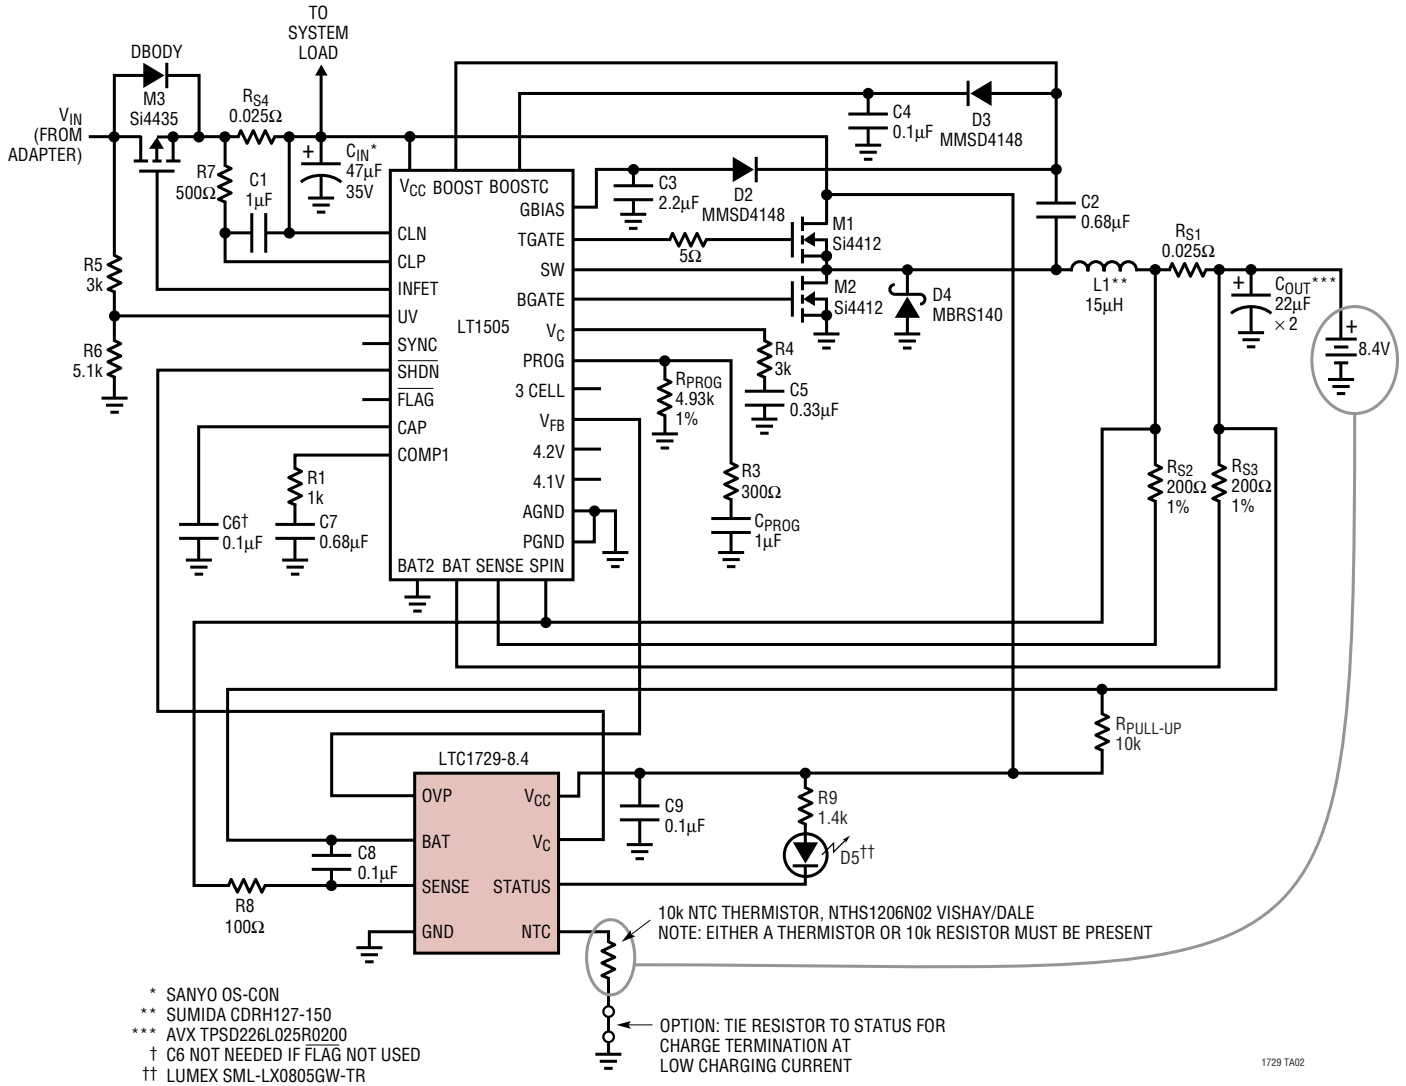 TO
SYSTEM
LOAD
DBODY
M3
Si4435
RS4
0.025Ω
VIN
(FROM
ADAPTER)
R7
500Ω
C1
1µF
CIN*
47µF
35V
+
C4
0.1µF
D3
MMSD4148
C3
2.2µF
D2
MMSD4148
C2
0.68µF
VCC BOOST BOOSTC
GBIAS
TGATE
SW
BGATE
VC
PROG
3 CELL
VFB
4.2V
4.1V
AGND
PGND
CLN
CLP
INFET
UV
SYNC
SHDN
FLAG
CAP
COMP1
LT1505
BAT2 BAT SENSE SPIN
5Ω
M1
Si4412
M2
Si4412
D4
MBRS140
L1**
15µH
RS1
0.025Ω
+
COUT***
22µF
× 2
+
8.4V
R5
3k
R6
5.1k
R4
3k
C5
0.33µF
RPROG
4.93k
1%
R3
300Ω
CPROG
1µF
RS2
200Ω
1%
RS3
200Ω
1%
R1
1k
C6†
0.1µF
C7
0.68µF
RPULL-UP
10k
LTC1729-8.4
OVP
BAT
SENSE
GND
VCC
VC
STATUS
NTC
C8
0.1µF
R8
100Ω
C9
0.1µF
R9
1.4k
D5††
10k NTC THERMISTOR, NTHS1206N02 VISHAY/DALE
NOTE: EITHER A THERMISTOR OR 10k RESISTOR MUST BE PRESENT
OPTION: TIE RESISTOR TO STATUS FOR
CHARGE TERMINATION AT
LOW CHARGING CURRENT
* SANYO OS-CON
** SUMIDA CDRH127-150
*** AVX TPSD226L025R0200
† C6 NOT NEEDED IF FLAG NOT USED
†† LUMEX SML-LX0805GW-TR
1729 TA02